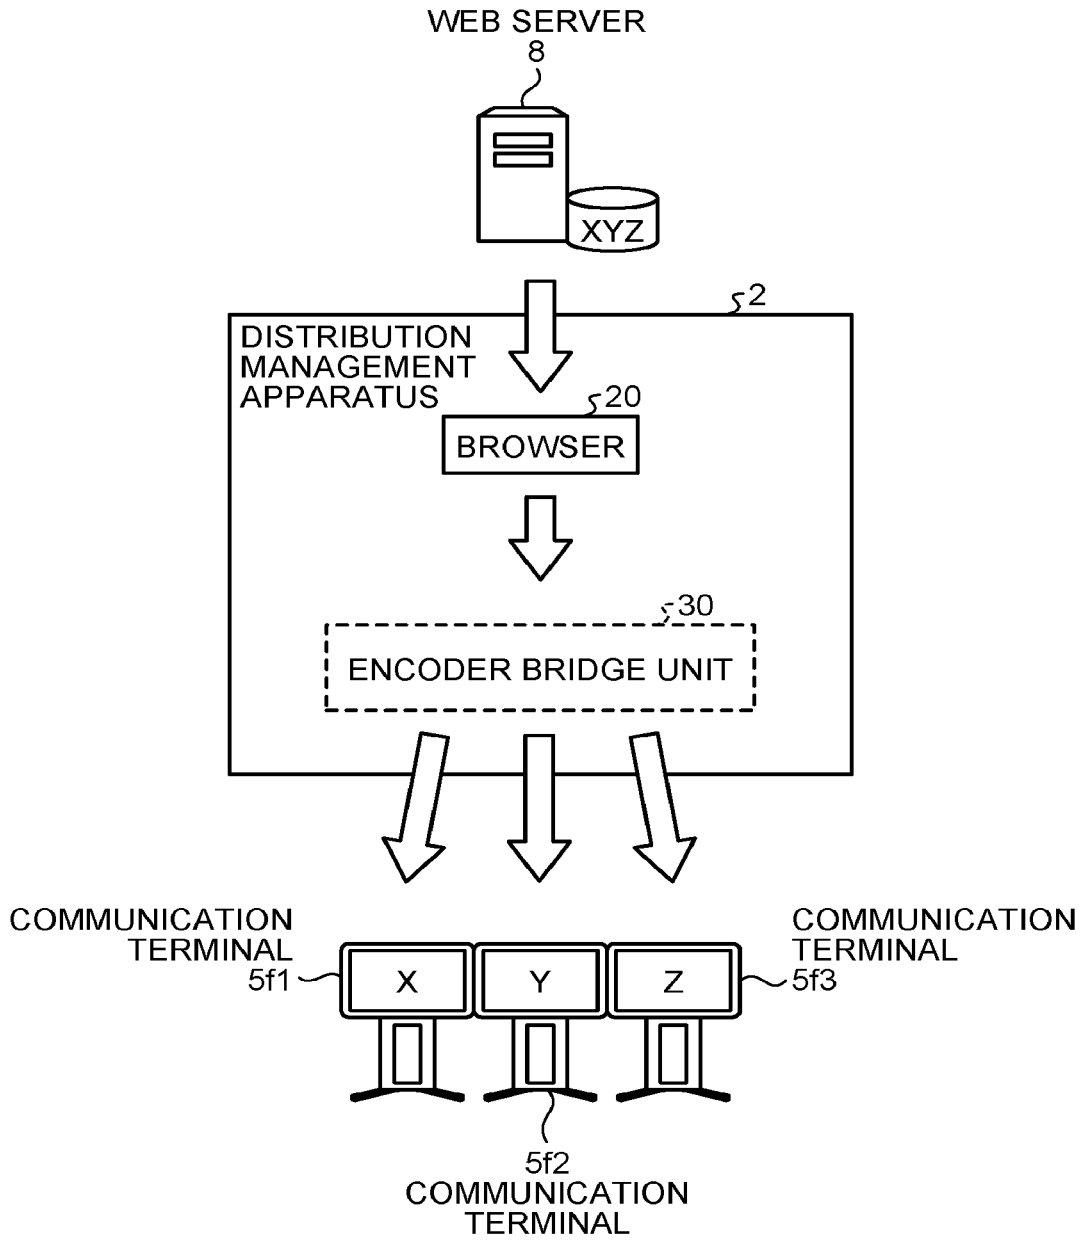 WEB SERVER
8
XYZ
2
DISTRIBUTION
MANAGEMENT
APPARATUS
20
BROWSER
30
ENCODER BRIDGE UNIT
COMMUNICATION
TERMINAL
5f1
COMMUNICATION
TERMINAL
5f3
X
Y
Z
5f2
COMMUNICATION
TERMINAL